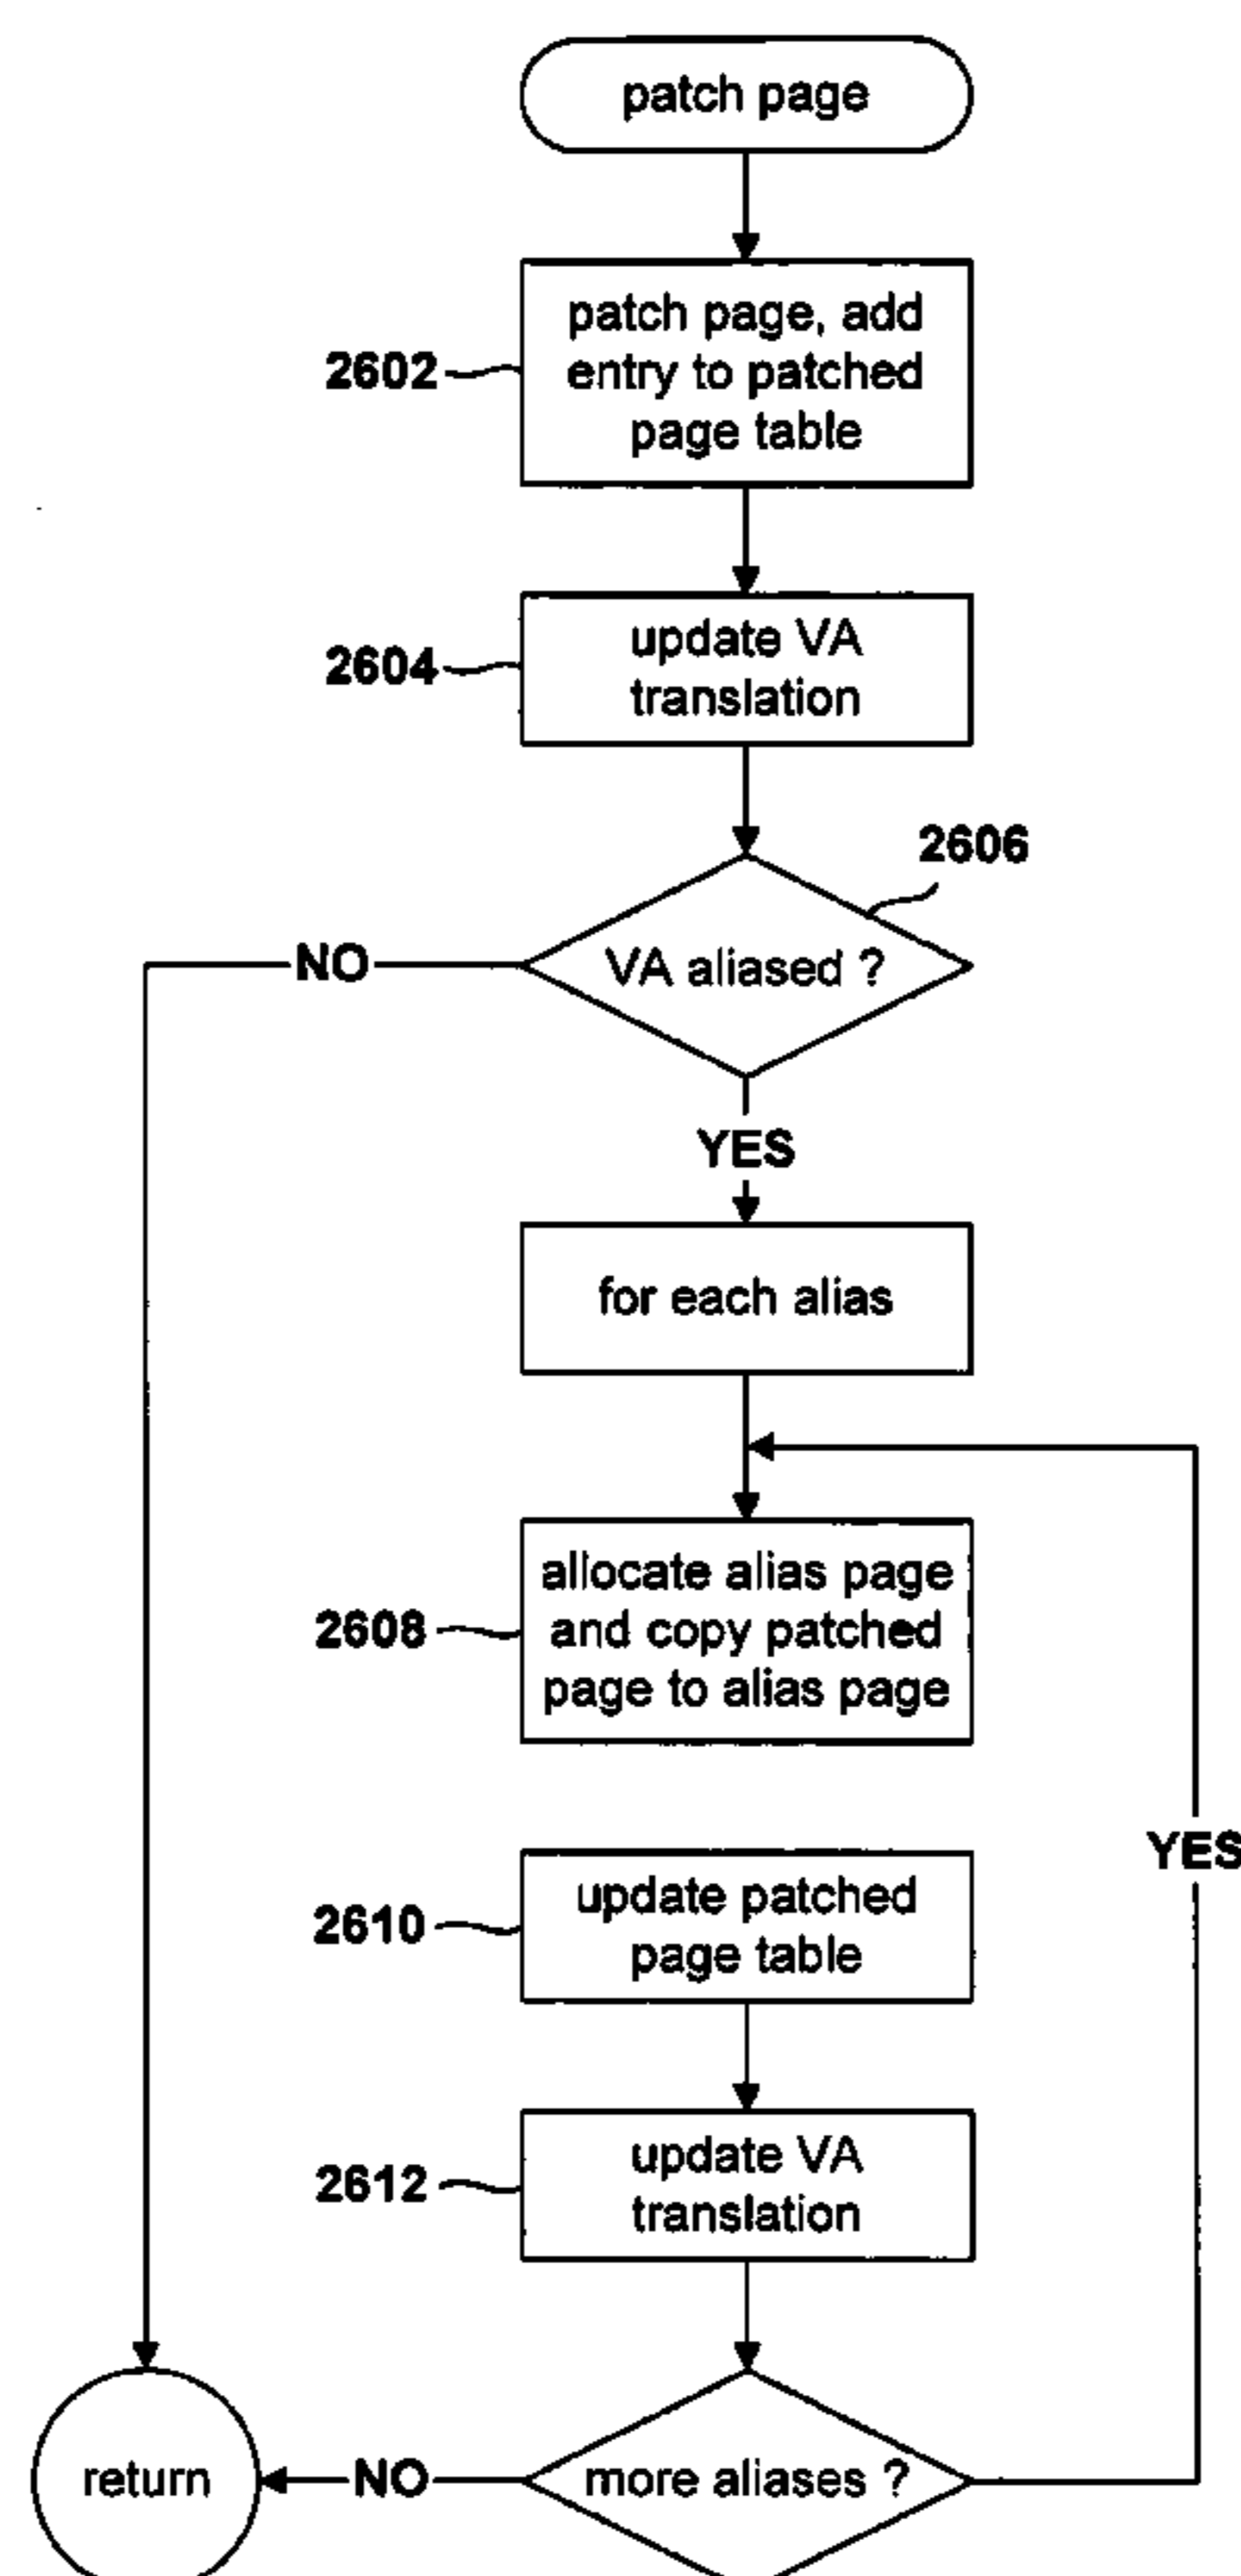 patch page
patch page, add
2602
entry to patched
page table
2604
update VA
translation
2606
NO
VA aliased ?
YES
for each alias
allocate alias page
2608
and copy patched
page to alias page
YES
2610
update patched
page table
2612
update VA
translation
return
NO
more aliases ?